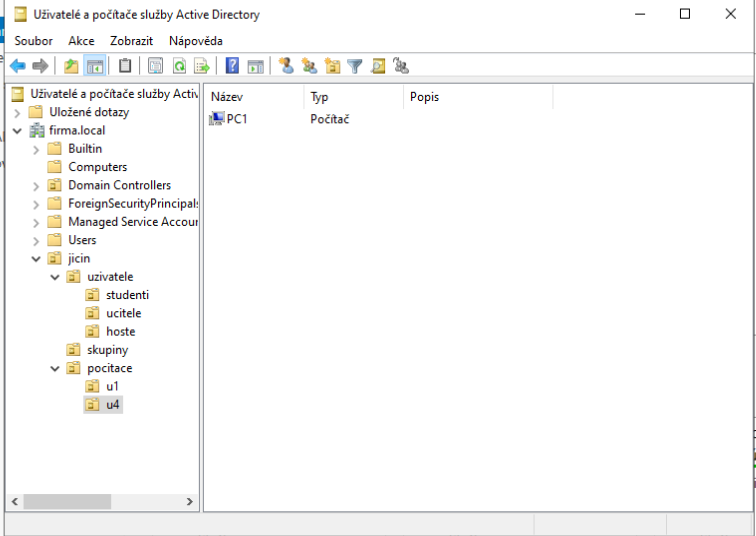 Uživatelé a počítače služby Active Directory
Soubor Akce Zobrazit Nápověda
Uživatelé a počítače služby Activ
Uložené dotazy
firma.local
Builtin
Computers
Domain Controllers
ForeignSecurityPrincipals
Managed Service Accour
Users
jicin
uzivatele
studenti
ucitele
hoste
skupiny
pocitace
u1
u4
Název Typ Popis
PC1 Počítač